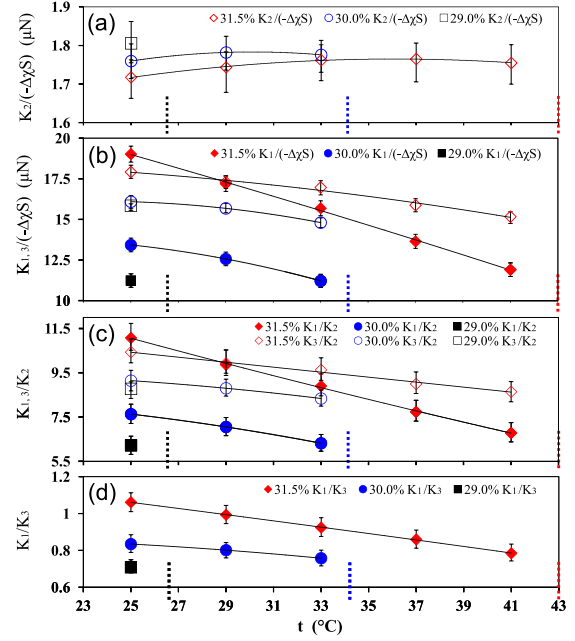 (a)
31.5% K2/(-ΔχS) 30.0% K2/(-ΔχS) 29.0% K2/(-ΔχS)
K2/(-ΔχS) (μN)
1.9
1.8
1.7
1.6
(b)
31.5% K1/(-ΔχS) 30.0% K1/(-ΔχS) 29.0% K1/(-ΔχS)
K1,3/(-ΔχS) (μN)
20
17.5
15
12.5
10
(c)
31.5% K1/K2 30.0% K1/K2 29.0% K1/K2
31.5% K3/K2 30.0% K3/K2 29.0% K3/K2
K1,3/K2
11.5
9.5
7.5
5.5
(d)
31.5% K1/K3 30.0% K1/K3 29.0% K1/K3
K1/K3
1.2
1
0.8
0.6
23 25 27 29 31 33 35 37 39 41 43
t (°C)